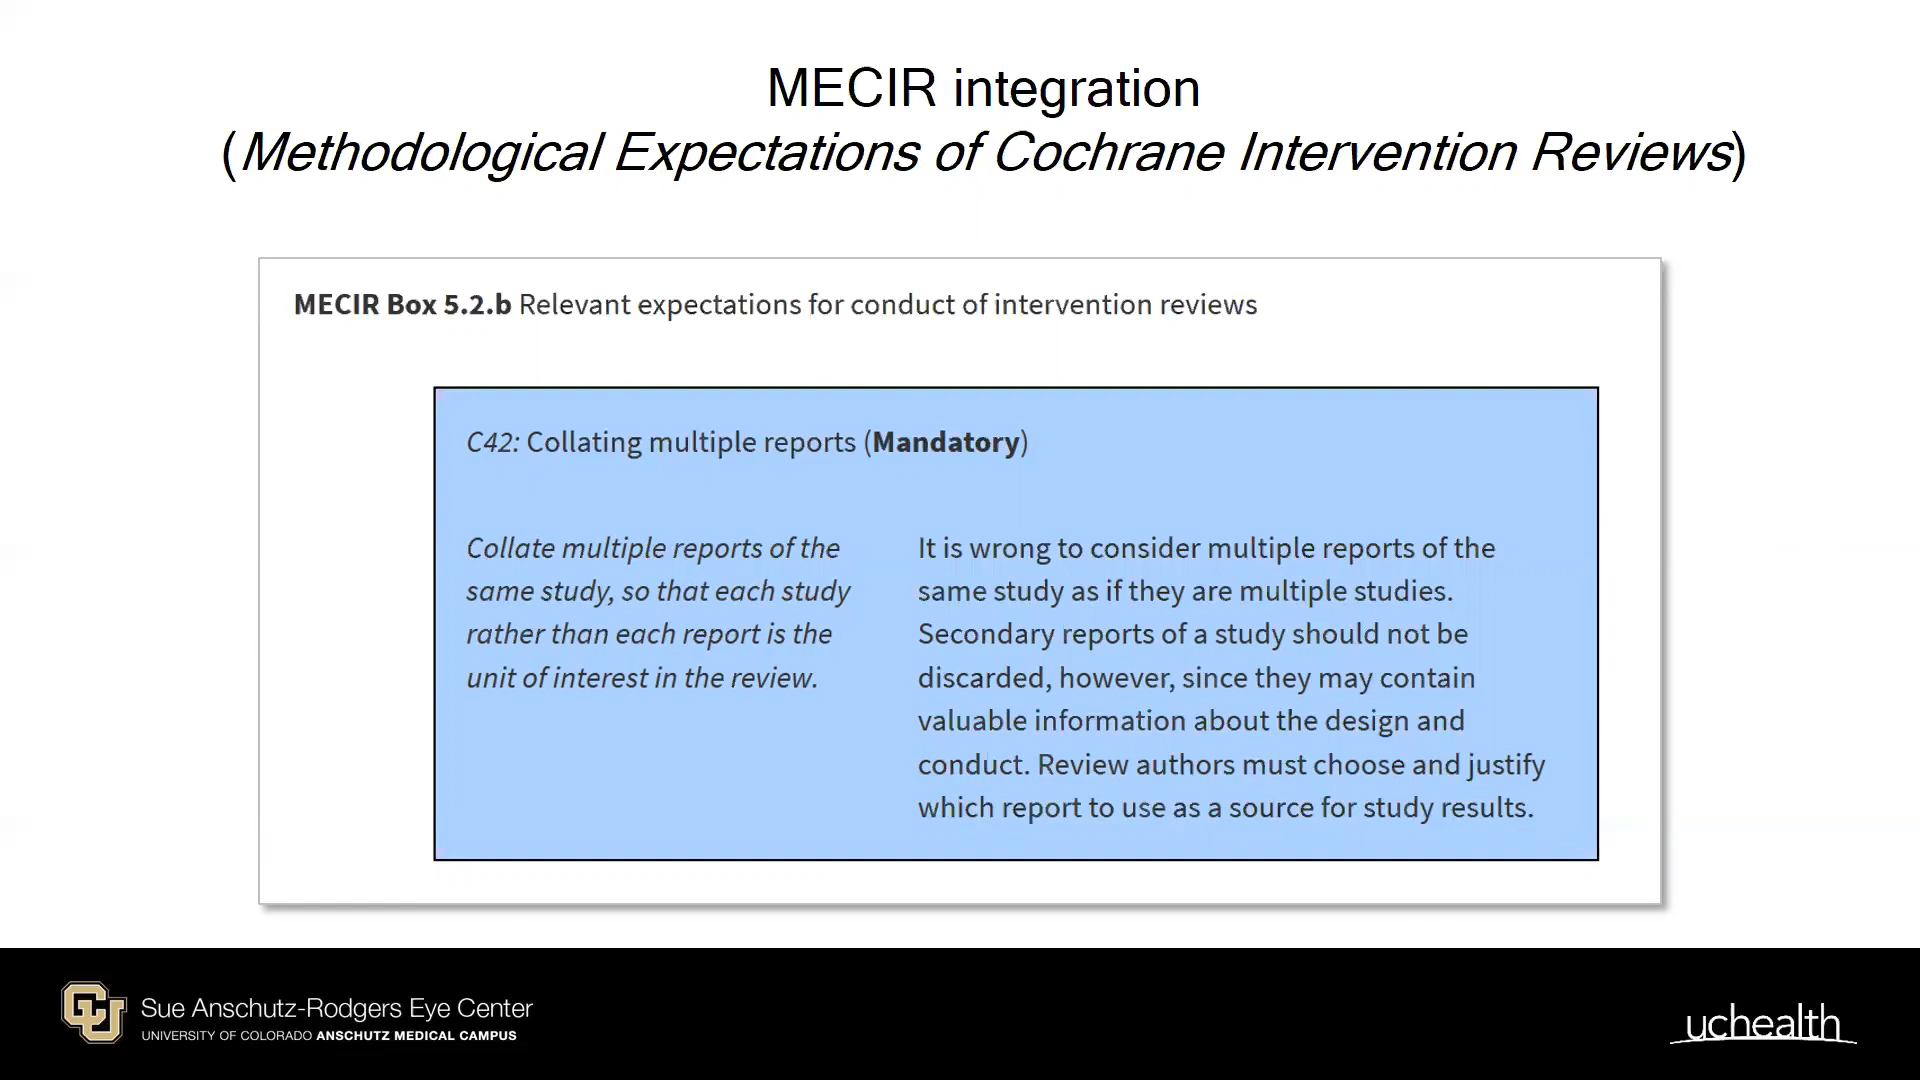 MECIR integration
(Methodological Expectations of Cochrane Intervention Reviews)
MECIR Box 5.2.b Relevant expectations for conduct of intervention reviews
C42: Collating multiple reports (Mandatory)
Collate multiple reports of the
same study, so that each study
rather than each report is the
unit of interest in the review.
It is wrong to consider multiple reports of the
same study as if they are multiple studies.
Secondary reports of a study should not be
discarded, however, since they may contain
valuable information about the design and
conduct. Review authors must choose and justify
which report to use as a source for study results.
CU
Sue Anschutz-Rodgers Eye Center
UNIVERSITY OF COLORADO ANSCHUTZ MEDICAL CAMPUS
uchealth